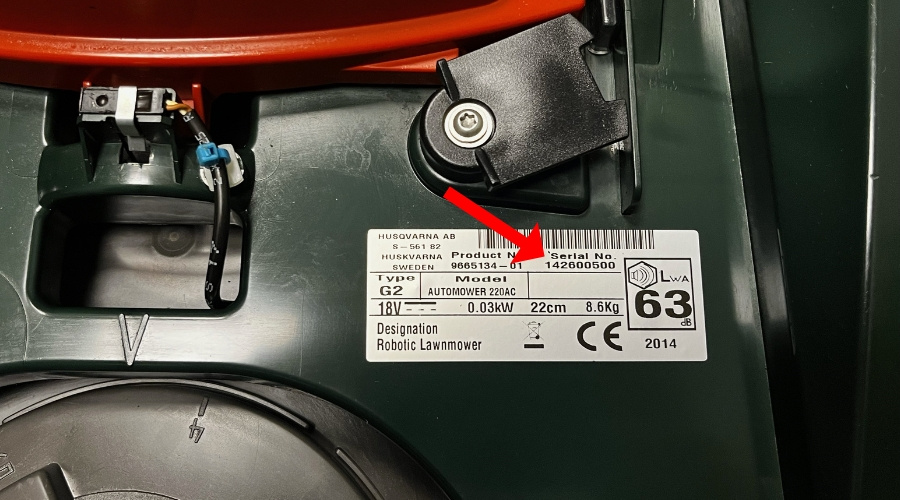 HUSQVARNA AB
S-561 82
HUSKVARNA
SWEDEN
Product Serial No.
9665134-01 142600500
Type Model
G2 AUTOMOWER 220AC
18V 0.03kW 22cm 8.6Kg
Designation
Robotic Lawnmower
CE
LWA
63
dB
2014
4